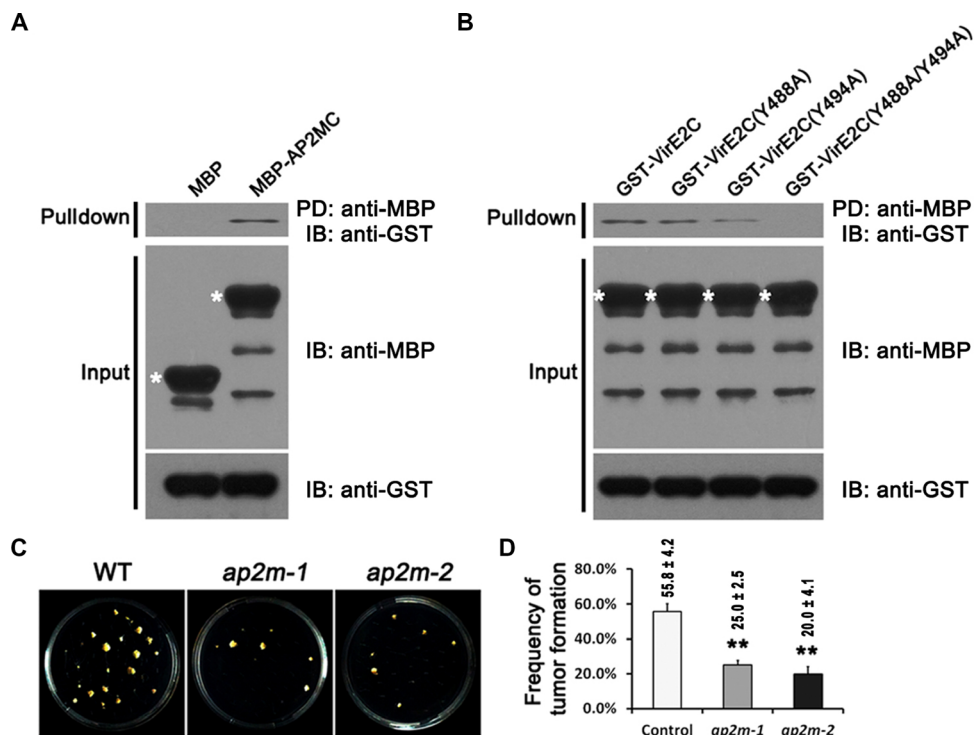 A
MBP
MBP-AP2MC
Pulldown
PD: anti-MBP
IB: anti-GST
*
*
Input
IB: anti-MBP
IB: anti-GST
B
GST-VirE2C
GST-VirE2C(Y488A)
GST-VirE2C(Y494A)
GST-VirE2C(Y488A/Y494A)
Pulldown
PD: anti-MBP
IB: anti-GST
* * * *
Input
IB: anti-MBP
IB: anti-GST
C
WT
ap2m-1
ap2m-2
D
Frequency of
tumor formation
80.0%
60.0%
40.0%
20.0%
0.0%
55.8 ± 4.2
25.0 ± 2.5
20.0 ± 4.1
**
**
Control
ap2m-1
ap2m-2